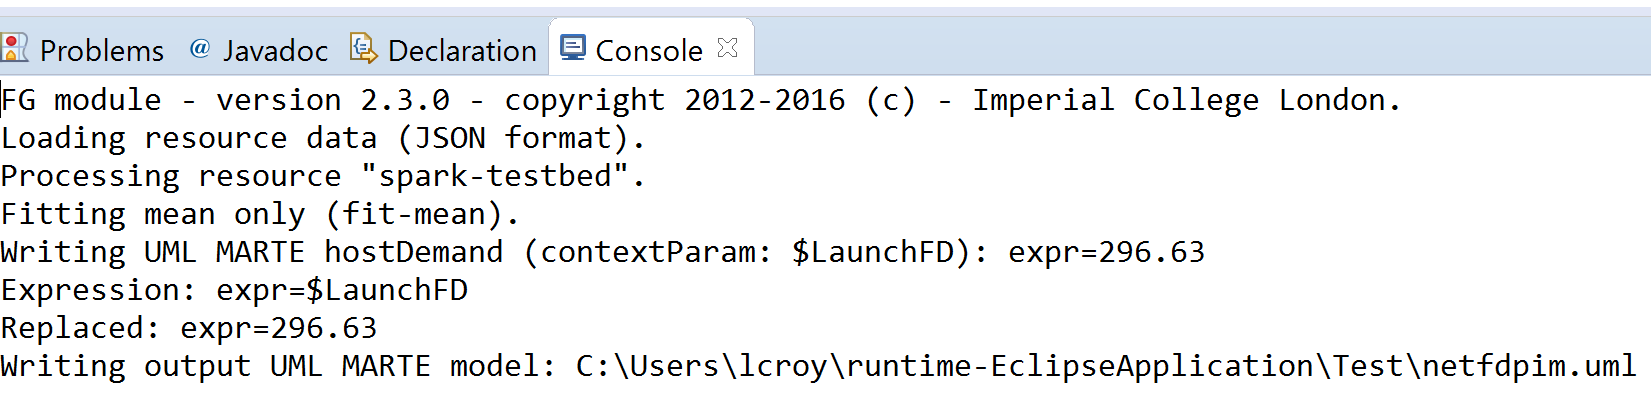 Problems @ Javadoc Declaration Console
FG module - version 2.3.0 - copyright 2012-2016 (c) - Imperial College London.
Loading resource data (JSON format).
Processing resource "spark-testbed".
Fitting mean only (fit-mean).
Writing UML MARTE hostDemand (contextParam: $LaunchFD): expr=296.63
Expression: expr=$LaunchFD
Replaced: expr=296.63
Writing output UML MARTE model: C:\Users\lcroy\runtime-EclipseApplication\Test\netfdpim.uml